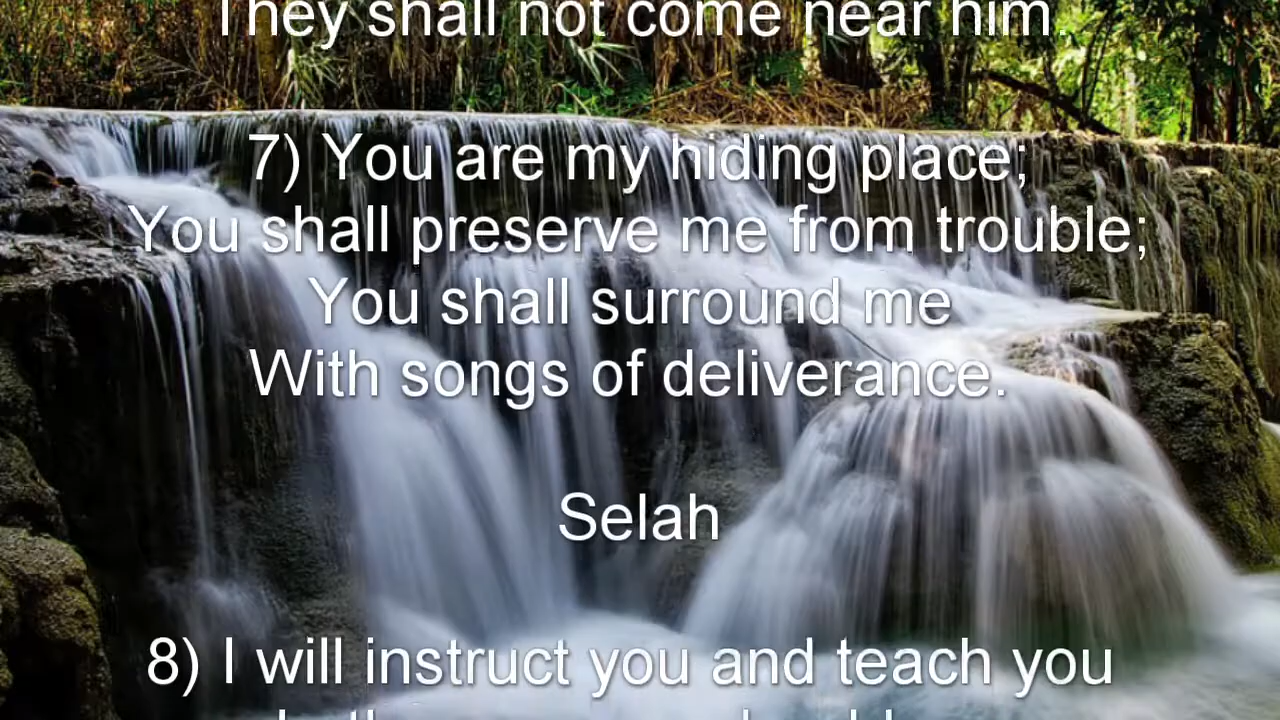 They shall not come near him.
7) You are my hiding place;
You shall preserve me from trouble;
You shall surround me
With songs of deliverance.
Selah
8) I will instruct you and teach you